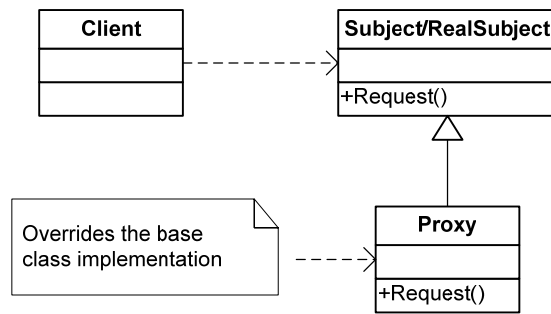 Client
Subject/RealSubject
+Request()
Overrides the base
class implementation
Proxy
+Request()